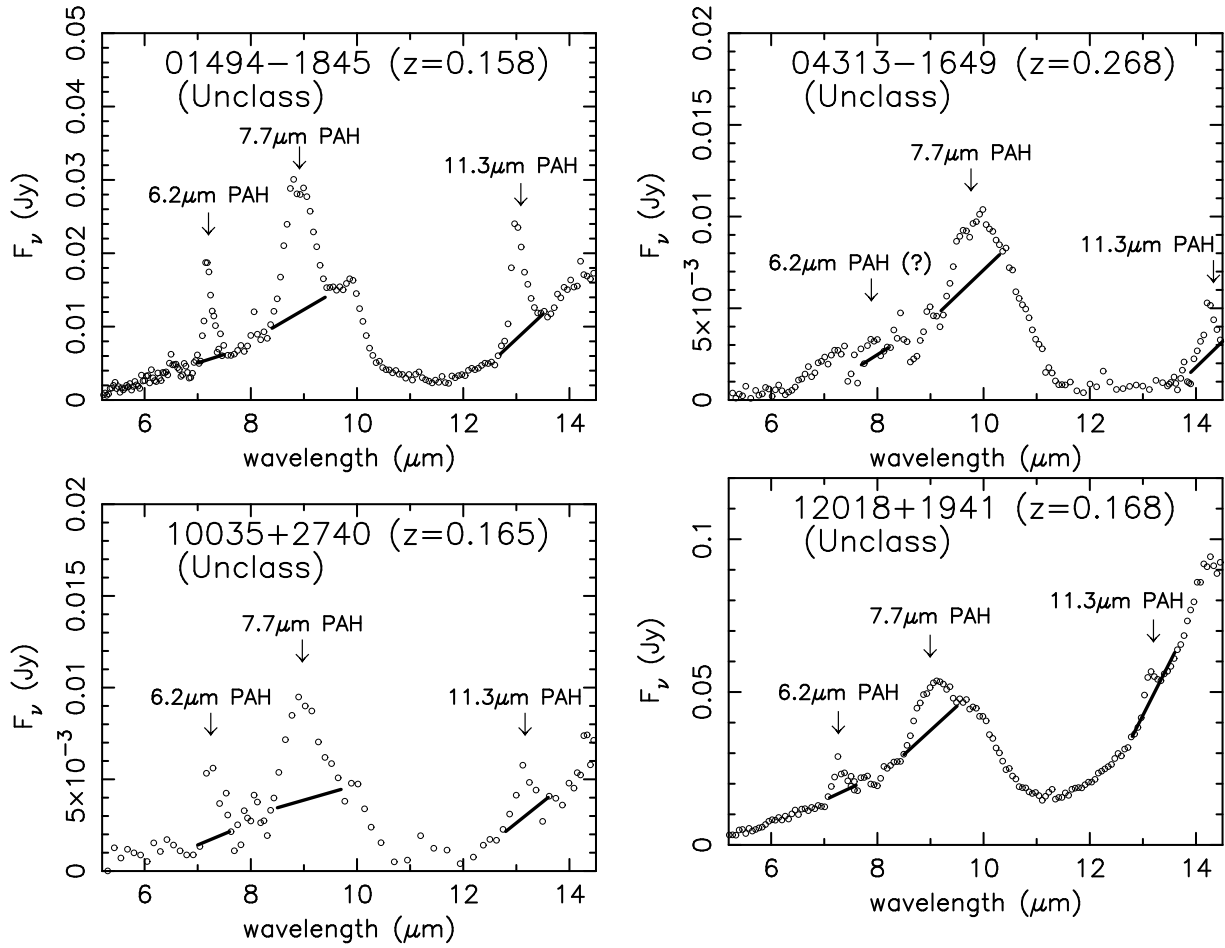 01494−1845 (z=0.158)
(Unclass)
7.7μm PAH
6.2μm PAH
11.3μm PAH
0.05
0.04
0.03
0.02
0.01
0
Fν (Jy)
6 8 10 12 14
wavelength (μm)
04313−1649 (z=0.268)
(Unclass)
7.7μm PAH
6.2μm PAH (?)
11.3μm PAH
0.02
0.015
0.01
5×10−3
0
Fν (Jy)
6 8 10 12 14
wavelength (μm)
10035+2740 (z=0.165)
(Unclass)
7.7μm PAH
6.2μm PAH
11.3μm PAH
0.02
0.015
0.01
5×10−3
0
Fν (Jy)
6 8 10 12 14
wavelength (μm)
12018+1941 (z=0.168)
(Unclass)
7.7μm PAH
6.2μm PAH
11.3μm PAH
0.1
0.05
0
Fν (Jy)
6 8 10 12 14
wavelength (μm)